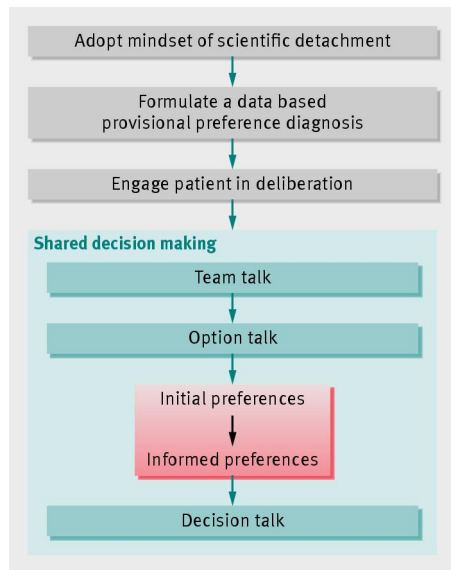 Adopt mindset of scientific detachment
Formulate a data based
provisional preference diagnosis
Engage patient in deliberation
Shared decision making
Team talk
Option talk
Initial preferences
Informed preferences
Decision talk